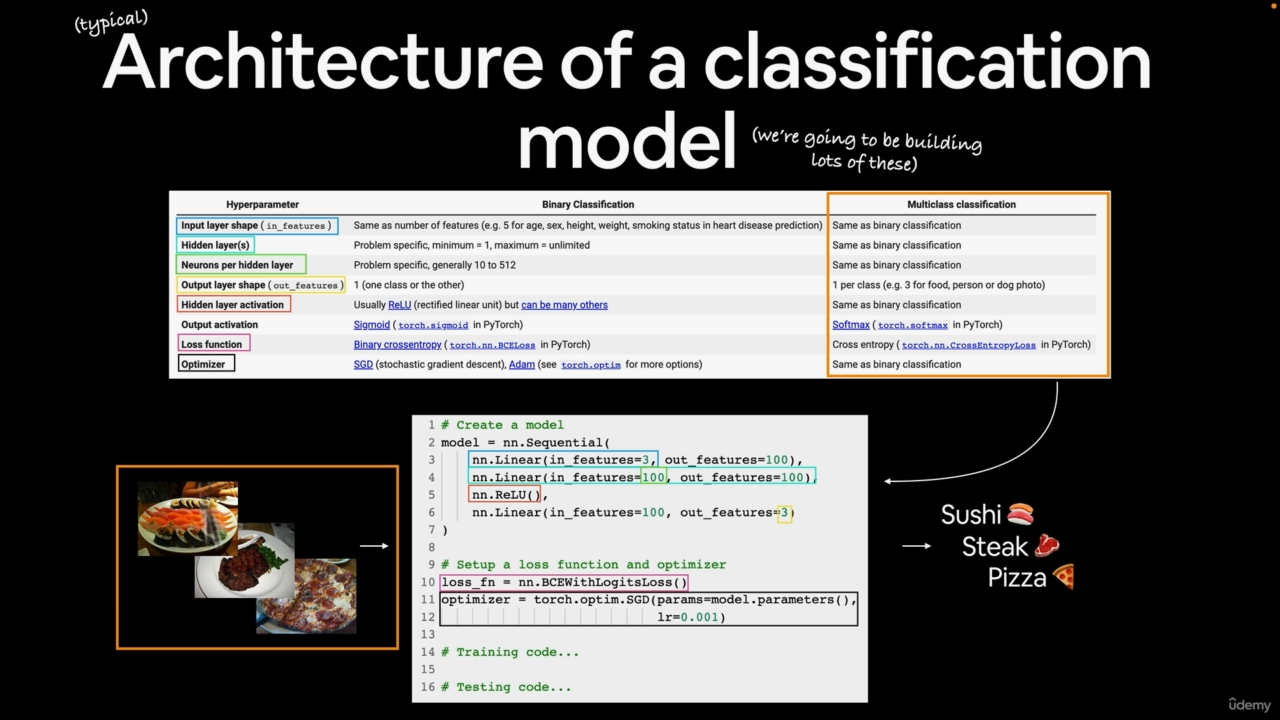 (typical)
Architecture of a classification
model
(we're going to be building
lots of these)
Hyperparameter Binary Classification Multiclass classification
Input layer shape (in_features) Same as number of features (e.g. 5 for age, sex, height, weight, smoking status in heart disease prediction) Same as binary classification
Hidden layer(s) Problem specific, minimum = 1, maximum = unlimited Same as binary classification
Neurons per hidden layer Problem specific, generally 10 to 512 Same as binary classification
Output layer shape (out_features) 1 (one class or the other) 1 per class (e.g. 3 for food, person or dog photo)
Hidden layer activation Usually ReLU (rectified linear unit) but can be many others Same as binary classification
Output activation Sigmoid (torch.sigmoid in PyTorch) Softmax (torch.softmax in PyTorch)
Loss function Binary crossentropy (torch.nn.BCELoss in PyTorch) Cross entropy (torch.nn.CrossEntropyLoss in PyTorch)
Optimizer SGD (stochastic gradient descent), Adam (see torch.optim for more options) Same as binary classification
1 # Create a model
2 model = nn.Sequential(
3 nn.Linear(in_features=3, out_features=100),
4 nn.Linear(in_features=100, out_features=100),
5 nn.ReLU(),
6 nn.Linear(in_features=100, out_features=3)
7 )
8
9 # Setup a loss function and optimizer
10 loss_fn = nn.BCEWithLogitsLoss()
11 optimizer = torch.optim.SGD(params=model.parameters(),
12 lr=0.001)
13
14 # Training code...
15
16 # Testing code...
Sushi 🍣
Steak 🥩
Pizza 🍕
ûdemy